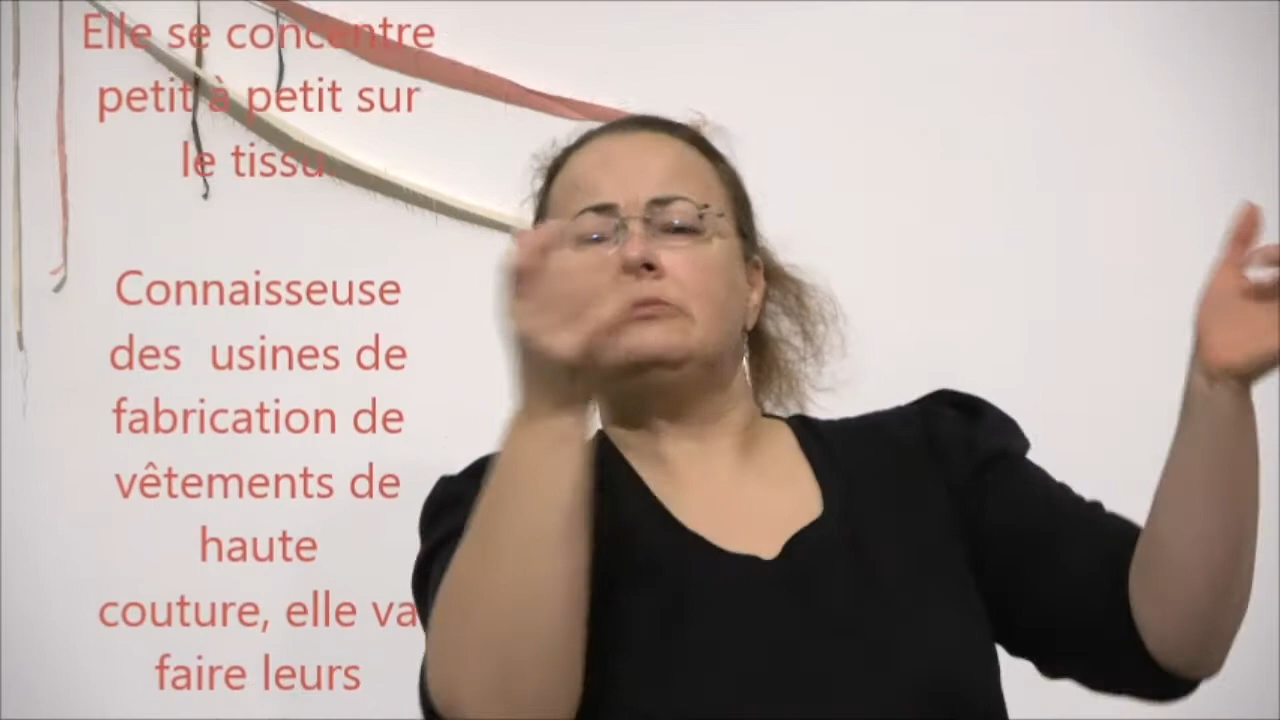 Elle se concentre
petit à petit sur
le tissu
Connaisseuse
des usines de
fabrication de
vêtements de
haute
couture, elle va
faire leurs